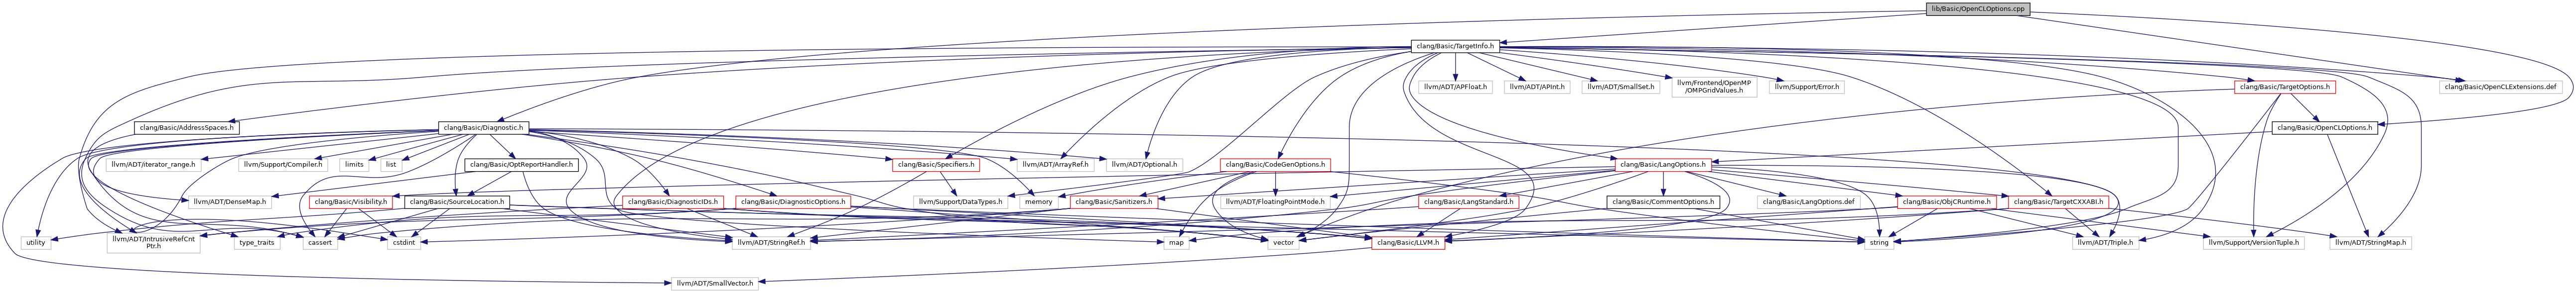 lib/Basic/OpenCLOptions.cpp
clang/Basic/TargetInfo.h
llvm/ADT/APFloat.h
llvm/ADT/APInt.h
llvm/ADT/SmallSet.h
llvm/Frontend/OpenMP
/OMPGridValues.h
llvm/Support/Error.h
clang/Basic/TargetOptions.h
clang/Basic/OpenCLExtensions.def
clang/Basic/AddressSpaces.h
clang/Basic/Diagnostic.h
clang/Basic/OpenCLOptions.h
llvm/ADT/iterator_range.h
llvm/Support/Compiler.h
limits
list
clang/Basic/OptReportHandler.h
clang/Basic/Specifiers.h
llvm/ADT/ArrayRef.h
llvm/ADT/Optional.h
clang/Basic/CodeGenOptions.h
clang/Basic/LangOptions.h
llvm/ADT/DenseMap.h
clang/Basic/Visibility.h
clang/Basic/SourceLocation.h
clang/Basic/DiagnosticIDs.h
clang/Basic/DiagnosticOptions.h
llvm/Support/DataTypes.h
memory
clang/Basic/Sanitizers.h
llvm/ADT/FloatingPointMode.h
clang/Basic/LangStandard.h
clang/Basic/CommentOptions.h
clang/Basic/LangOptions.def
clang/Basic/ObjCRuntime.h
clang/Basic/TargetCXXABI.h
utility
llvm/ADT/IntrusiveRefCnt
Ptr.h
type_traits
cassert
cstdint
llvm/ADT/StringRef.h
map
vector
clang/Basic/LLVM.h
string
llvm/ADT/Triple.h
llvm/Support/VersionTuple.h
llvm/ADT/StringMap.h
llvm/ADT/SmallVector.h